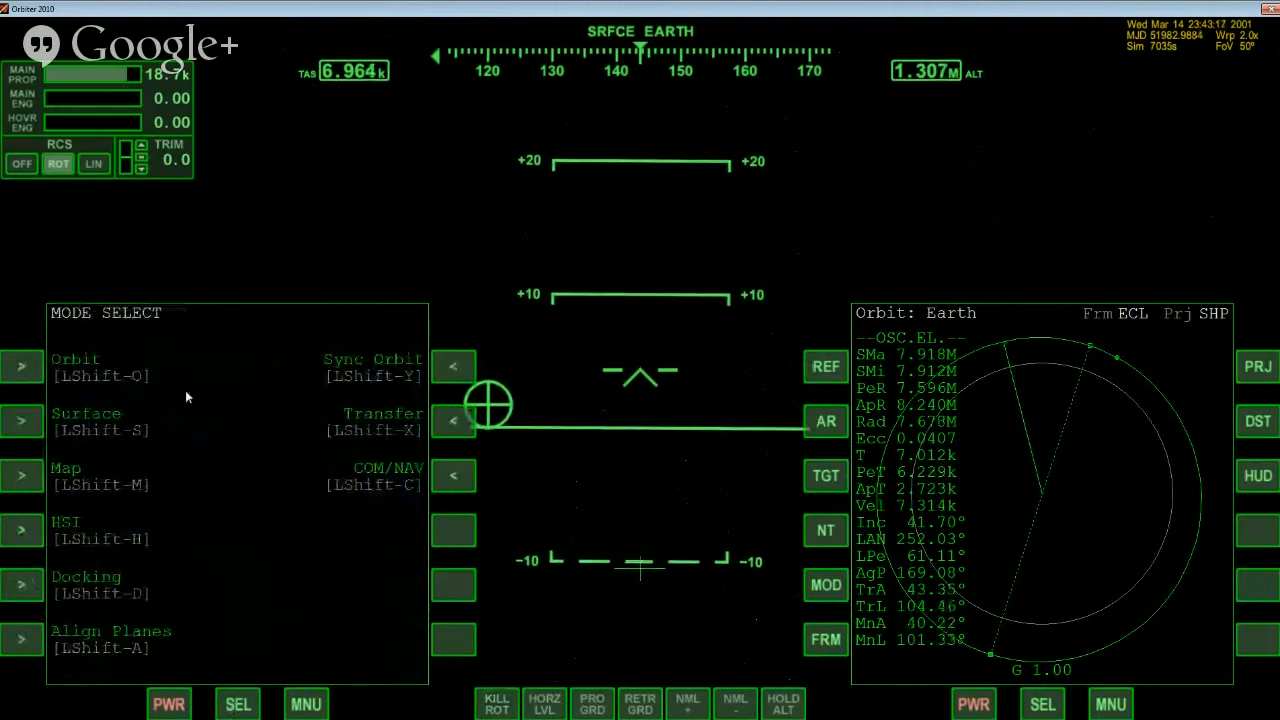 Orbiter 2010
Google+
SRFCE EARTH
Wed Mar 14 23:43:17 2001
MJD 51982.9884 Wrp 2.0x
Sim 7035s FoV 50°
MAIN PROP 18.7k
MAIN ENG 0.00
HOVR ENG 0.00
RCS
TRIM
0.0
OFF ROT LIN
TAS 6.964k
120 130 140 150 160 170
1.307M ALT
+20 +20
+10 +10
-10 -10
MODE SELECT
Orbit
[LShift-O]
Sync Orbit
[LShift-Y]
Surface
[LShift-S]
Transfer
[LShift-X]
Map
[LShift-M]
COM/NAV
[LShift-C]
HSI
[LShift-H]
Docking
[LShift-D]
Align Planes
[LShift-A]
> > > > > >
< < <
PWR SEL MNU
KILL ROT
HORZ LVL
PRO GRD
RETR GRD
NML +
NML -
HOLD ALT
REF
AR
TGT
NT
MOD
FRM
Orbit: Earth Frm ECL Prj SHP
--OSC.EL.--
SMa 7.918M
SMi 7.912M
PeR 7.596M
ApR 8.240M
Rad 7.678M
Ecc 0.0407
T 7.012k
PeT 6.229k
ApT 2.723k
Vel 7.314k
Inc 41.70°
LAN 252.03°
LPe 61.11°
AgP 169.08°
TrA 43.35°
TrL 104.46°
MnA 40.22°
MnL 101.33°
G 1.00
PRJ
DST
HUD
PWR SEL MNU